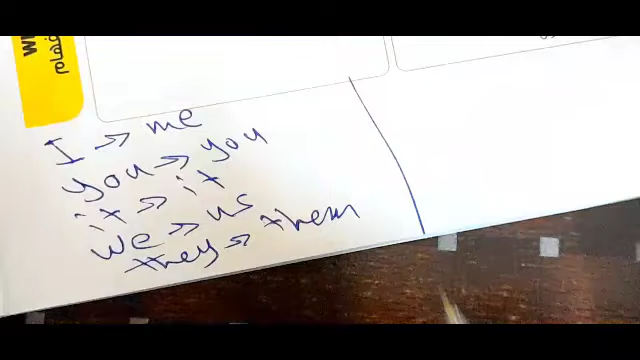 I → me
you → you
it → it
we → us
they → them